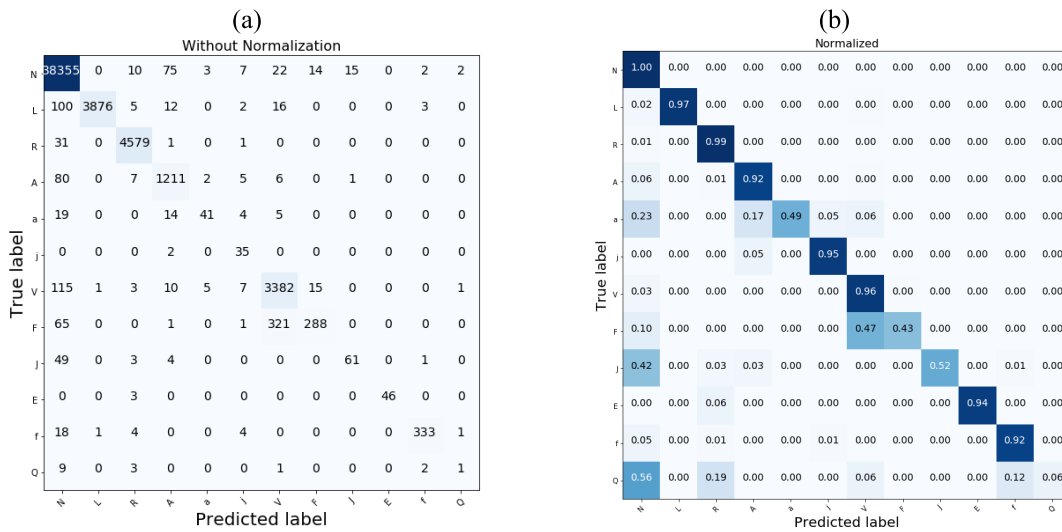 (a)
Without Normalization
N 38355 0 10 75 3 7 22 14 15 0 2 2
L 100 3876 5 12 0 2 16 0 0 0 3 0
R 31 0 4579 1 0 1 0 0 0 0 0 0
A 80 0 7 1211 2 5 6 0 1 0 0 0
a 19 0 0 14 41 4 5 0 0 0 0 0
j 0 0 0 2 0 35 0 0 0 0 0 0
V 115 1 3 10 5 7 3382 15 0 0 0 1
F 65 0 0 1 0 1 321 288 0 0 0 0
J 49 0 3 4 0 0 0 0 61 0 1 0
E 0 0 3 0 0 0 0 0 0 46 0 0
f 18 1 4 0 0 4 0 0 0 0 333 1
Q 9 0 3 0 0 0 1 0 0 0 2 1
N L R A a j V F J E f Q
True label
Predicted label
(b)
Normalized
N 1.00 0.00 0.00 0.00 0.00 0.00 0.00 0.00 0.00 0.00 0.00 0.00
L 0.02 0.97 0.00 0.00 0.00 0.00 0.00 0.00 0.00 0.00 0.00 0.00
R 0.01 0.00 0.99 0.00 0.00 0.00 0.00 0.00 0.00 0.00 0.00 0.00
A 0.06 0.00 0.01 0.92 0.00 0.00 0.00 0.00 0.00 0.00 0.00 0.00
a 0.23 0.00 0.00 0.17 0.49 0.05 0.06 0.00 0.00 0.00 0.00 0.00
j 0.00 0.00 0.00 0.05 0.00 0.95 0.00 0.00 0.00 0.00 0.00 0.00
V 0.03 0.00 0.00 0.00 0.00 0.00 0.96 0.00 0.00 0.00 0.00 0.00
F 0.10 0.00 0.00 0.00 0.00 0.00 0.47 0.43 0.00 0.00 0.00 0.00
J 0.42 0.00 0.03 0.03 0.00 0.00 0.00 0.00 0.52 0.00 0.01 0.00
E 0.00 0.00 0.06 0.00 0.00 0.00 0.00 0.00 0.00 0.94 0.00 0.00
f 0.05 0.00 0.01 0.00 0.00 0.01 0.00 0.00 0.00 0.00 0.92 0.00
Q 0.56 0.00 0.19 0.00 0.00 0.00 0.06 0.00 0.00 0.00 0.12 0.06
N L R A a j V F J E f Q
True label
Predicted label